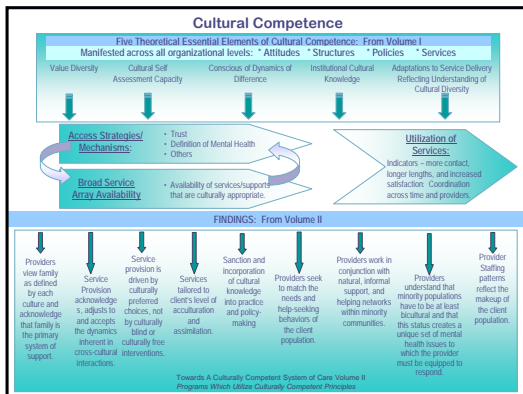 Cultural Competence
Five Theoretical Essential Elements of Cultural Competence: From Volume I
Manifested across all organizational levels: * Attitudes * Structures * Policies * Services
Value Diversity
Cultural Self
Assessment Capacity
Conscious of Dynamics of
Difference
Institutional Cultural
Knowledge
Adaptations to Service Delivery
Reflecting Understanding of
Cultural Diversity
Access Strategies/
Mechanisms:
• Trust
• Definition of Mental Health
• Others
Broad Service
Array Availability
• Availability of services/supports
that are culturally appropriate.
Utilization of
Services:
Indicators – more contact,
longer lengths, and increased
satisfaction Coordination
across time and providers.
FINDINGS: From Volume II
Providers
view family
as defined
by each
culture and
acknowledge
that family is
the primary
system of
support.
Service
Provision
acknowledge
s, adjusts to
and accepts
the dynamics
inherent in
cross-cultural
interactions.
Service
provision is
driven by
culturally
preferred
choices, not
by culturally
blind or
culturally free
interventions.
Services
tailored to
client's level of
acculturation
and
assimilation.
Sanction and
incorporation
of cultural
knowledge
into practice
and policy-
making
Providers seek
to match the
needs and
help-seeking
behaviors of
the client
population.
Providers work in
conjunction with
natural, informal
support, and
helping networks
within minority
communities.
Providers
understand that
minority populations
have to be at least
bicultural and that
this status creates a
unique set of mental
health issues to
which the provider
must be equipped to
respond.
Provider
Staffing
patterns
reflect the
makeup of the
client
population.
Towards A Culturally Competent System of Care Volume II
Programs Which Utilize Culturally Competent Principles